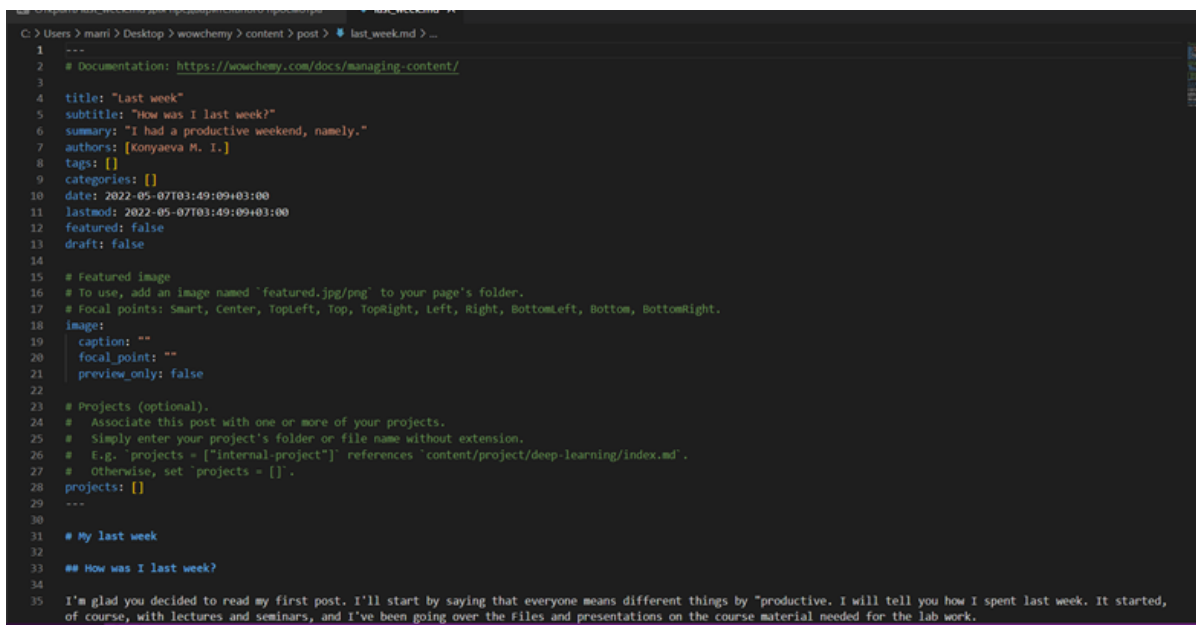 Открыть last_week.md для предварительного просмотра last_week.md
C: > Users > marri > Desktop > wowchemy > content > post > last_week.md > ...
1 ---
2 # Documentation: https://wowchemy.com/docs/managing-content/
3
4 title: "Last week"
5 subtitle: "How was I last week?"
6 summary: "I had a productive weekend, namely."
7 authors: [Konyaeva M. I.]
8 tags: []
9 categories: []
10 date: 2022-05-07T03:49:09+03:00
11 lastmod: 2022-05-07T03:49:09+03:00
12 featured: false
13 draft: false
14
15 # Featured image
16 # To use, add an image named `featured.jpg/png` to your page's folder.
17 # Focal points: Smart, Center, TopLeft, Top, TopRight, Left, Right, BottomLeft, Bottom, BottomRight.
18 image:
19 caption: ""
20 focal_point: ""
21 preview_only: false
22
23 # Projects (optional).
24 # Associate this post with one or more of your projects.
25 # Simply enter your project's folder or file name without extension.
26 # E.g. `projects = ["internal-project"]` references `content/project/deep-learning/index.md`.
27 # Otherwise, set `projects = []`.
28 projects: []
29 ---
30
31 # My last week
32
33 ## How was I last week?
34
35 I'm glad you decided to read my first post. I'll start by saying that everyone means different things by "productive. I will tell you how I spent last week. It started,
of course, with lectures and seminars, and I've been going over the Files and presentations on the course material needed for the lab work.